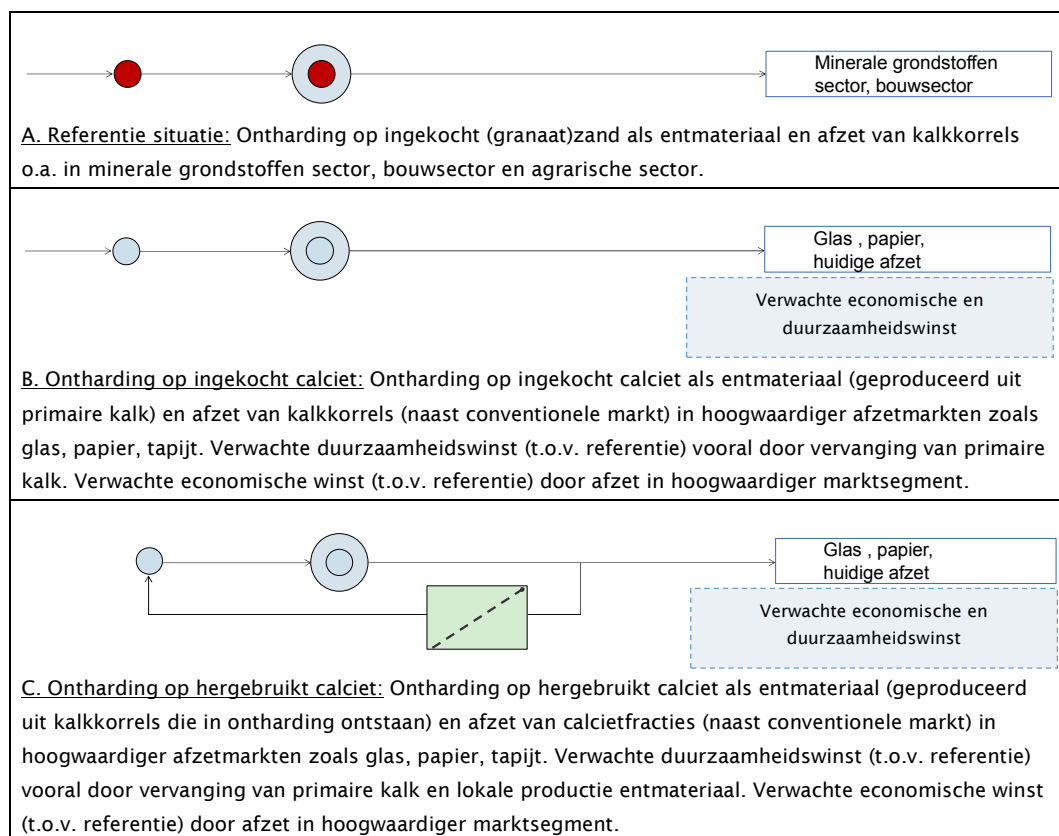 Minerale grondstoffen
sector, bouwsector
A. Referentie situatie: Ontharding op ingekocht (granaat)zand als entmateriaal en afzet van kalkkorrels
o.a. in minerale grondstoffen sector, bouwsector en agrarische sector.
Glas , papier,
huidige afzet
Verwachte economische en
duurzaamheidswinst
B. Ontharding op ingekocht calciet: Ontharding op ingekocht calciet als entmateriaal (geproduceerd uit
primaire kalk) en afzet van kalkkorrels (naast conventionele markt) in hoogwaardiger afzetmarkten zoals
glas, papier, tapijt. Verwachte duurzaamheidswinst (t.o.v. referentie) vooral door vervanging van primaire
kalk. Verwachte economische winst (t.o.v. referentie) door afzet in hoogwaardiger marktsegment.
Glas , papier,
huidige afzet
Verwachte economische en
duurzaamheidswinst
C. Ontharding op hergebruikt calciet: Ontharding op hergebruikt calciet als entmateriaal (geproduceerd
uit kalkkorrels die in ontharding ontstaan) en afzet van calcietfracties (naast conventionele markt) in
hoogwaardiger afzetmarkten zoals glas, papier, tapijt. Verwachte duurzaamheidswinst (t.o.v. referentie)
vooral door vervanging van primaire kalk en lokale productie entmateriaal. Verwachte economische winst
(t.o.v. referentie) door afzet in hoogwaardiger marktsegment.